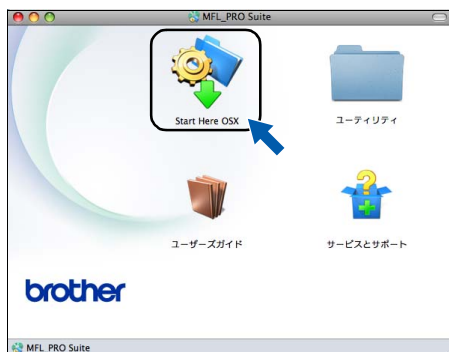 MFL_PRO Suite
Start Here OSX
ユーティリティ
ユーザーズガイド
サービスとサポート
brother
MFL_PRO Suite